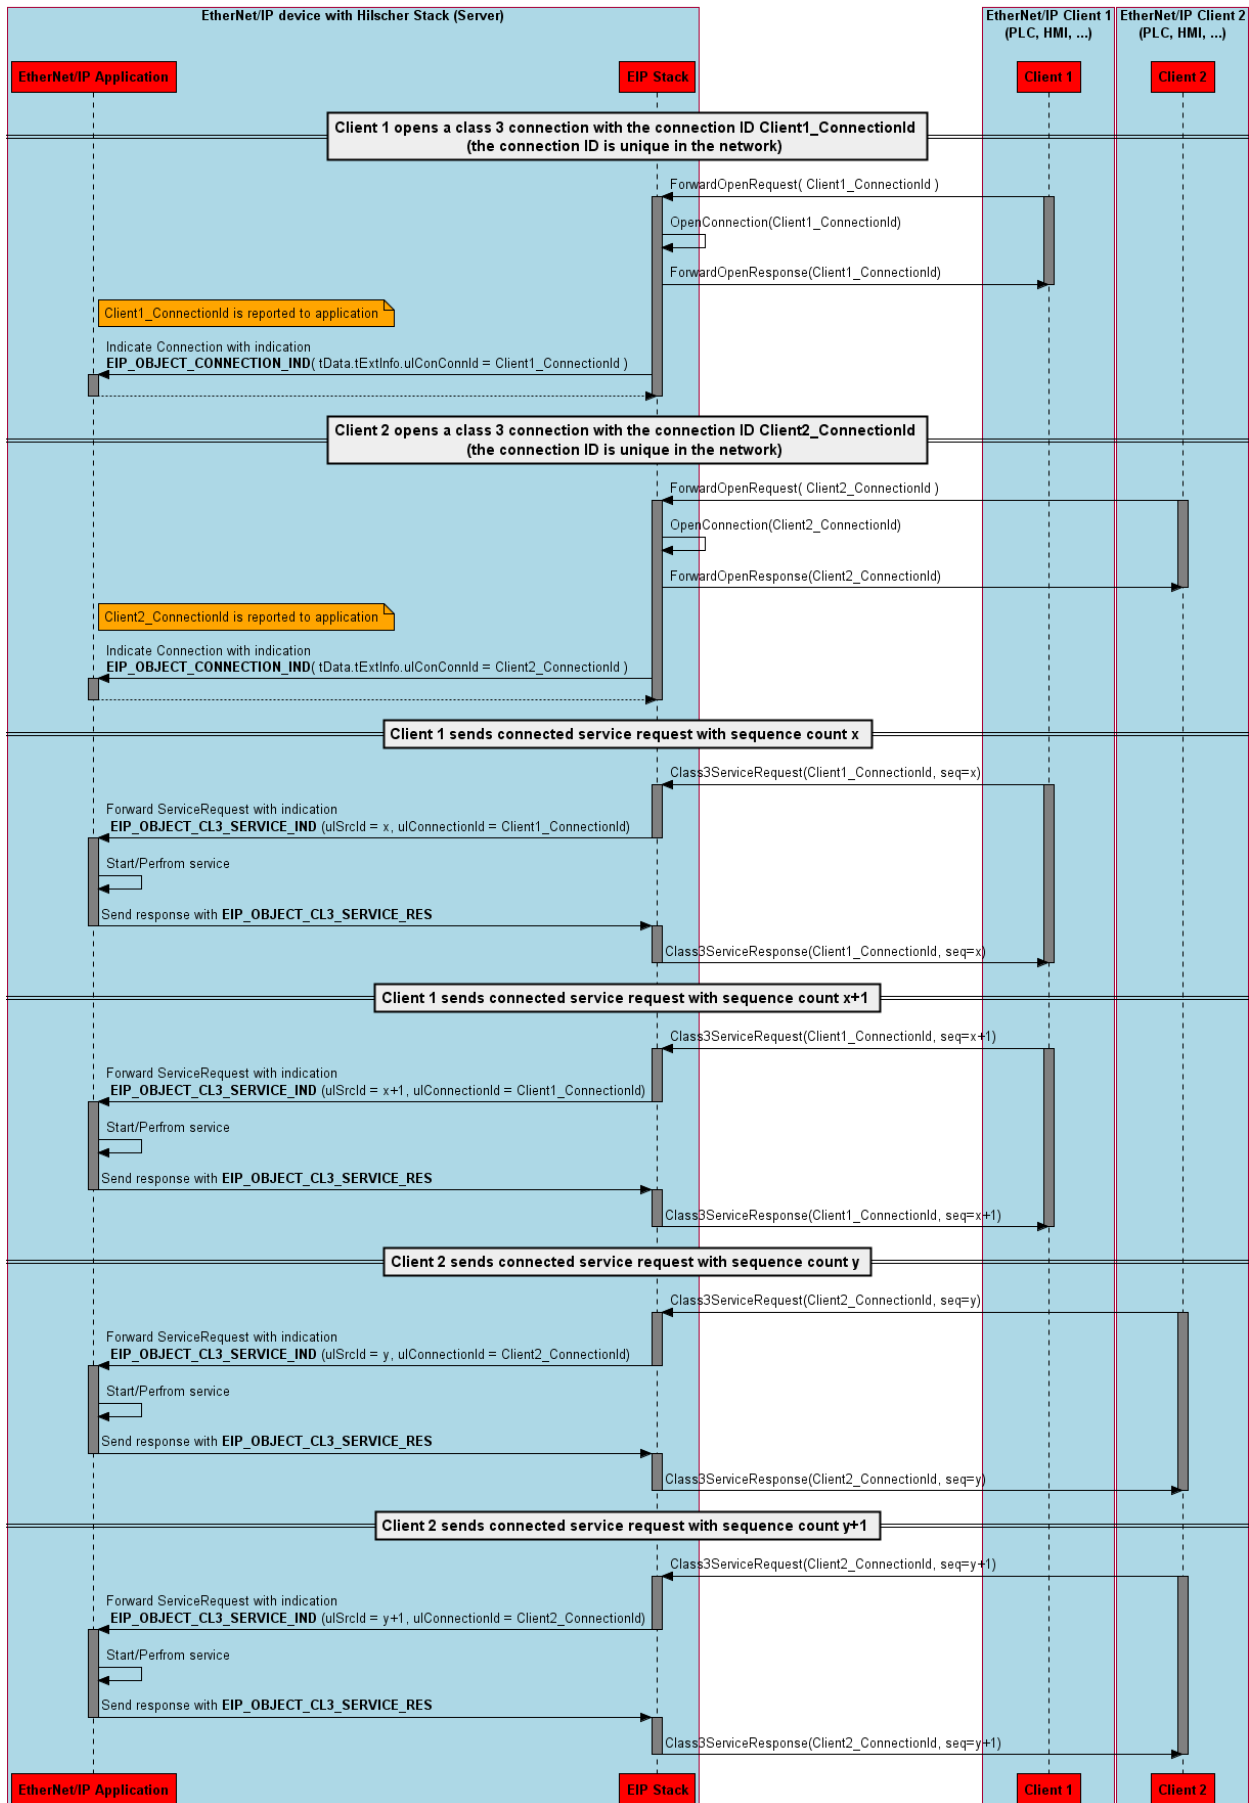 EtherNet/IP device with Hilscher Stack (Server)
EtherNet/IP Client 1
(PLC, HMI, ...)
EtherNet/IP Client 2
(PLC, HMI, ...)
EtherNet/IP Application
EIP Stack
Client 1
Client 2
Client 1 opens a class 3 connection with the connection ID Client1_ConnectionId
(the connection ID is unique in the network)
ForwardOpenRequest( Client1_ConnectionId )
OpenConnection(Client1_ConnectionId)
ForwardOpenResponse(Client1_ConnectionId)
Client1_ConnectionId is reported to application
Indicate Connection with indication
EIP_OBJECT_CONNECTION_IND( tData.tExtInfo.ulConConnId = Client1_ConnectionId )
Client 2 opens a class 3 connection with the connection ID Client2_ConnectionId
(the connection ID is unique in the network)
ForwardOpenRequest( Client2_ConnectionId )
OpenConnection(Client2_ConnectionId)
ForwardOpenResponse(Client2_ConnectionId)
Client2_ConnectionId is reported to application
Indicate Connection with indication
EIP_OBJECT_CONNECTION_IND( tData.tExtInfo.ulConConnId = Client2_ConnectionId )
Client 1 sends connected service request with sequence count x
Class3ServiceRequest(Client1_ConnectionId, seq=x)
Forward ServiceRequest with indication
EIP_OBJECT_CL3_SERVICE_IND (ulSrcId = x, ulConnectionId = Client1_ConnectionId)
Start/Perfrom service
Send response with EIP_OBJECT_CL3_SERVICE_RES
Class3ServiceResponse(Client1_ConnectionId, seq=x)
Client 1 sends connected service request with sequence count x+1
Class3ServiceRequest(Client1_ConnectionId, seq=x+1)
Forward ServiceRequest with indication
EIP_OBJECT_CL3_SERVICE_IND (ulSrcId = x+1, ulConnectionId = Client1_ConnectionId)
Start/Perfrom service
Send response with EIP_OBJECT_CL3_SERVICE_RES
Class3ServiceResponse(Client1_ConnectionId, seq=x+1)
Client 2 sends connected service request with sequence count y
Class3ServiceRequest(Client2_ConnectionId, seq=y)
Forward ServiceRequest with indication
EIP_OBJECT_CL3_SERVICE_IND (ulSrcId = y, ulConnectionId = Client2_ConnectionId)
Start/Perfrom service
Send response with EIP_OBJECT_CL3_SERVICE_RES
Class3ServiceResponse(Client2_ConnectionId, seq=y)
Client 2 sends connected service request with sequence count y+1
Class3ServiceRequest(Client2_ConnectionId, seq=y+1)
Forward ServiceRequest with indication
EIP_OBJECT_CL3_SERVICE_IND (ulSrcId = y+1, ulConnectionId = Client2_ConnectionId)
Start/Perfrom service
Send response with EIP_OBJECT_CL3_SERVICE_RES
Class3ServiceResponse(Client2_ConnectionId, seq=y+1)
EtherNet/IP Application
EIP Stack
Client 1
Client 2